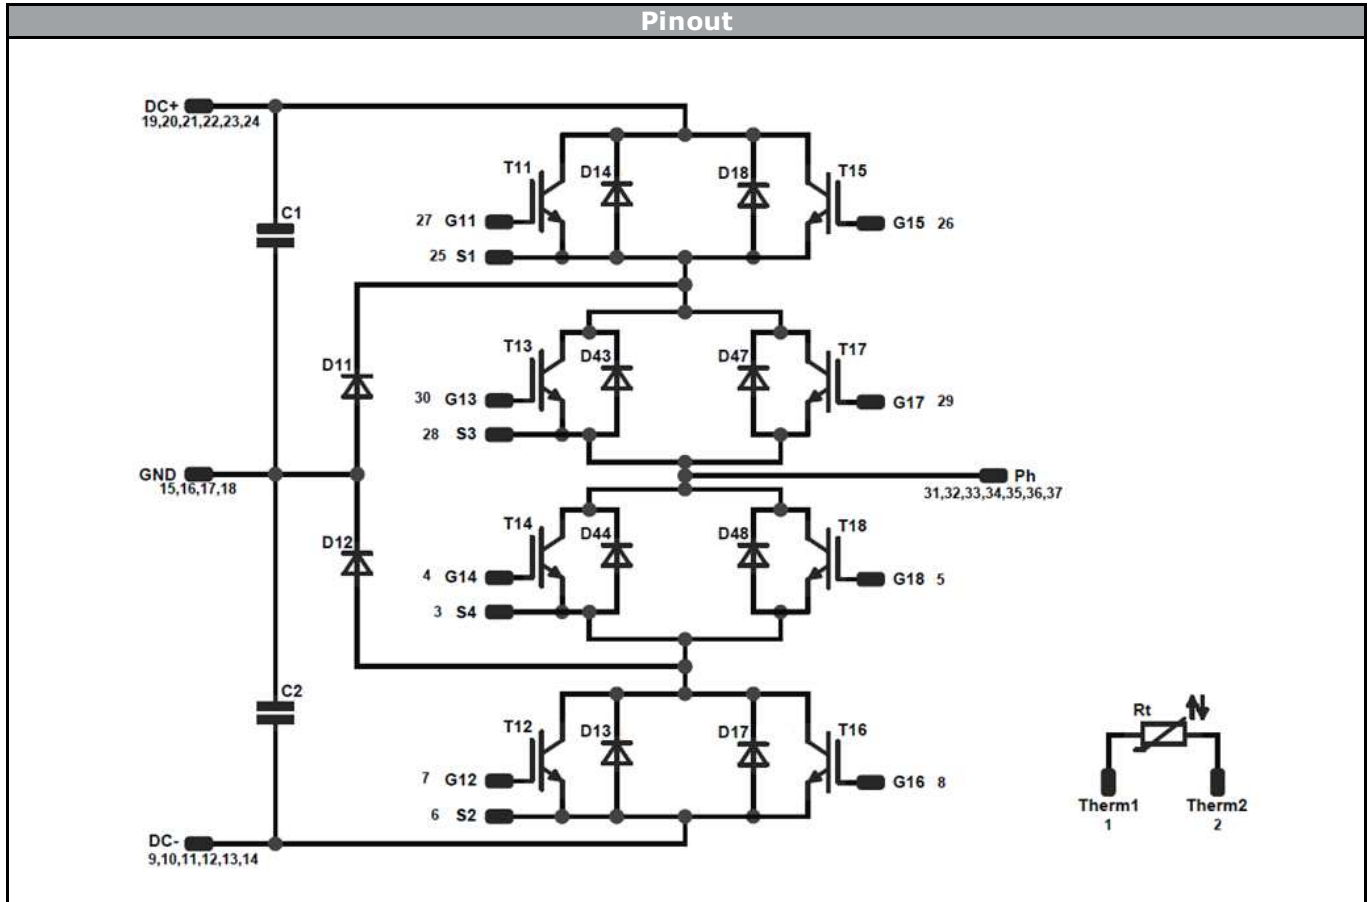 Pinout
DC+
19,20,21,22,23,24
T11
D14
D18
T15
C1
27 G11
G15 26
25 S1
T13
D43
D47
T17
D11
30 G13
G17 29
28 S3
GND
15,16,17,18
Ph
31,32,33,34,35,36,37
T14
D44
D48
T18
D12
4 G14
G18 5
3 S4
C2
T12
D13
D17
T16
Rt
7 G12
G16 8
6 S2
Therm1
Therm2
1
2
DC-
9,10,11,12,13,14